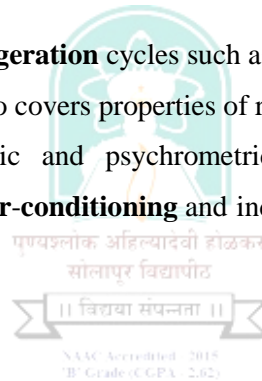 geration cycles such a
o covers properties of r
ic and psychrometri
r-conditioning and inc
पुण्यश्लोक अहिल्यादेवी होळकर
सोलापूर विद्यापीठ
।। विद्यया संपन्नता ।।
NAAC Accredited - 2015
'B' Grade (CGPA - 2.62)